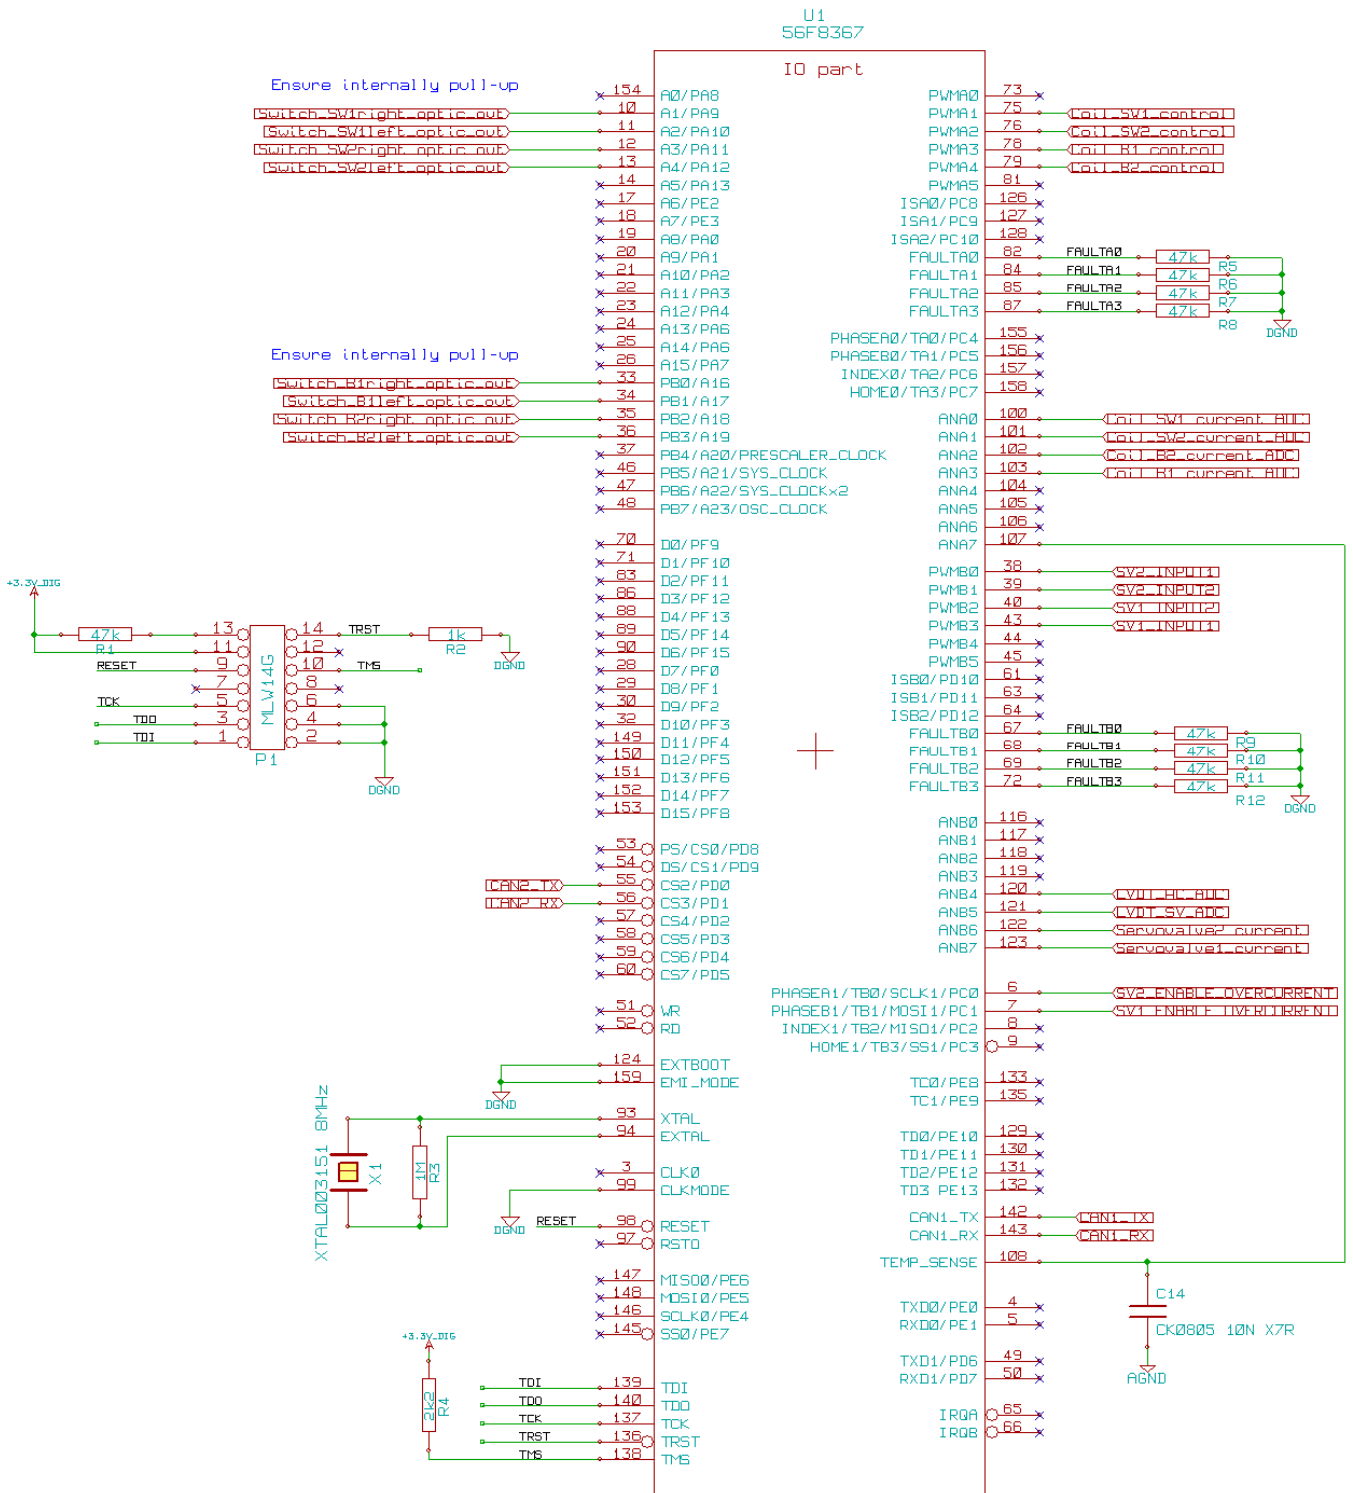 U1
56F8367
IO part
Ensure internally pull-up
154 A0/PA8
Switch_SW1right_optic_out 10 A1/PA9
Switch_SW1left_optic_out 11 A2/PA10
Switch_SW2right_optic_out 12 A3/PA11
Switch_SW2left_optic_out 13 A4/PA12
14 A5/PA13
17 A6/PE2
18 A7/PE3
19 A8/PA0
20 A9/PA1
21 A10/PA2
22 A11/PA3
23 A12/PA4
24 A13/PA6
25 A14/PA6
26 A15/PA7
Ensure internally pull-up
Switch_B1right_optic_out 33 PB0/A16
Switch_B1left_optic_out 34 PB1/A17
Switch_B2right_optic_out 35 PB2/A18
Switch_B2left_optic_out 36 PB3/A19
37 PB4/A20/PRESCALER_CLOCK
46 PB5/A21/SYS_CLOCK
47 PB6/A22/SYS_CLOCKx2
48 PB7/A23/OSC_CLOCK
70 D0/PF9
71 D1/PF10
83 D2/PF11
86 D3/PF12
88 D4/PF13
89 D5/PF14
90 D6/PF15
28 D7/PF0
29 D8/PF1
30 D9/PF2
32 D10/PF3
149 D11/PF4
150 D12/PF5
151 D13/PF6
152 D14/PF7
153 D15/PF8
53 PS/CS0/PD8
54 DS/CS1/PD9
CAN2_TX 55 CS2/PD0
CAN2_RX 56 CS3/PD1
57 CS4/PD2
58 CS5/PD3
59 CS6/PD4
60 CS7/PD5
51 WR
52 RD
124 EXTBOOT
159 EMI_MODE
DGND
93 XTAL
94 EXTAL
3 CLKO
99 CLKMODE
DGND
RESET 98 RESET
97 RSTO
147 MISO0/PE6
148 MOSI0/PE5
146 SCLK0/PE4
145 SS0/PE7
TDI 139 TDI
TDO 140 TDO
TCK 137 TCK
TRST 136 TRST
TMS 138 TMS
+3.3V_DIG
2k2 R4
XTAL003151 8MHz
X1
1M R3
+3.3V_DIG
47k
R1
13 14 TRST 1k
R2
DGND
11 12
RESET 9 10 TMS
7 8
TCK 5 6
TDO 3 4
TDI 1 2
MLW14G
P1
DGND
PWMA0 73
PWMA1 75 Coil_SW1_control
PWMA2 76 Coil_SW2_control
PWMA3 78 Coil_B1_control
PWMA4 79 Coil_B2_control
PWMA5 81
ISA0/PC8 126
ISA1/PC9 127
ISA2/PC10 128
FAULTA0 82 FAULTA0 47k R5
FAULTA1 84 FAULTA1 47k R6
FAULTA2 85 FAULTA2 47k R7
FAULTA3 87 FAULTA3 47k R8
DGND
PHASEA0/TA0/PC4 155
PHASEB0/TA1/PC5 156
INDEX0/TA2/PC6 157
HOME0/TA3/PC7 158
ANA0 100 Coil_SW1_current_ADC
ANA1 101 Coil_SW2_current_ADC
ANA2 102 Coil_B2_current_ADC
ANA3 103 Coil_B1_current_ADC
ANA4 104
ANA5 105
ANA6 106
ANA7 107
PWMB0 38 SV2_INPUT1
PWMB1 39 SV2_INPUT2
PWMB2 40 SV1_INPUT2
PWMB3 43 SV1_INPUT1
PWMB4 44
PWMB5 45
ISB0/PD10 61
ISB1/PD11 63
ISB2/PD12 64
FAULTB0 67 FAULTB0 47k R9
FAULTB1 68 FAULTB1 47k R10
FAULTB2 69 FAULTB2 47k R11
FAULTB3 72 FAULTB3 47k R12
DGND
ANB0 116
ANB1 117
ANB2 118
ANB3 119
ANB4 120 LVDT_HC_ADC
ANB5 121 LVDT_SV_ADC
ANB6 122 Servovalve2_current
ANB7 123 Servovalve1_current
PHASEA1/TB0/SCLK1/PC0 6 SV2_ENABLE_OVERCURRENT
PHASEB1/TB1/MOSI1/PC1 7 SV1_ENABLE_OVERCURRENT
INDEX1/TB2/MISO1/PC2 8
HOME1/TB3/SS1/PC3 9
TC0/PE8 133
TC1/PE9 135
TD0/PE10 129
TD1/PE11 130
TD2/PE12 131
TD3 PE13 132
CAN1_TX 142 CAN1_TX
CAN1_RX 143 CAN1_RX
TEMP_SENSE 108
C14
CK0805 10N X7R
AGND
TXD0/PE0 4
RXD0/PE1 5
TXD1/PD6 49
RXD1/PD7 50
IRQA 65
IRQB 66